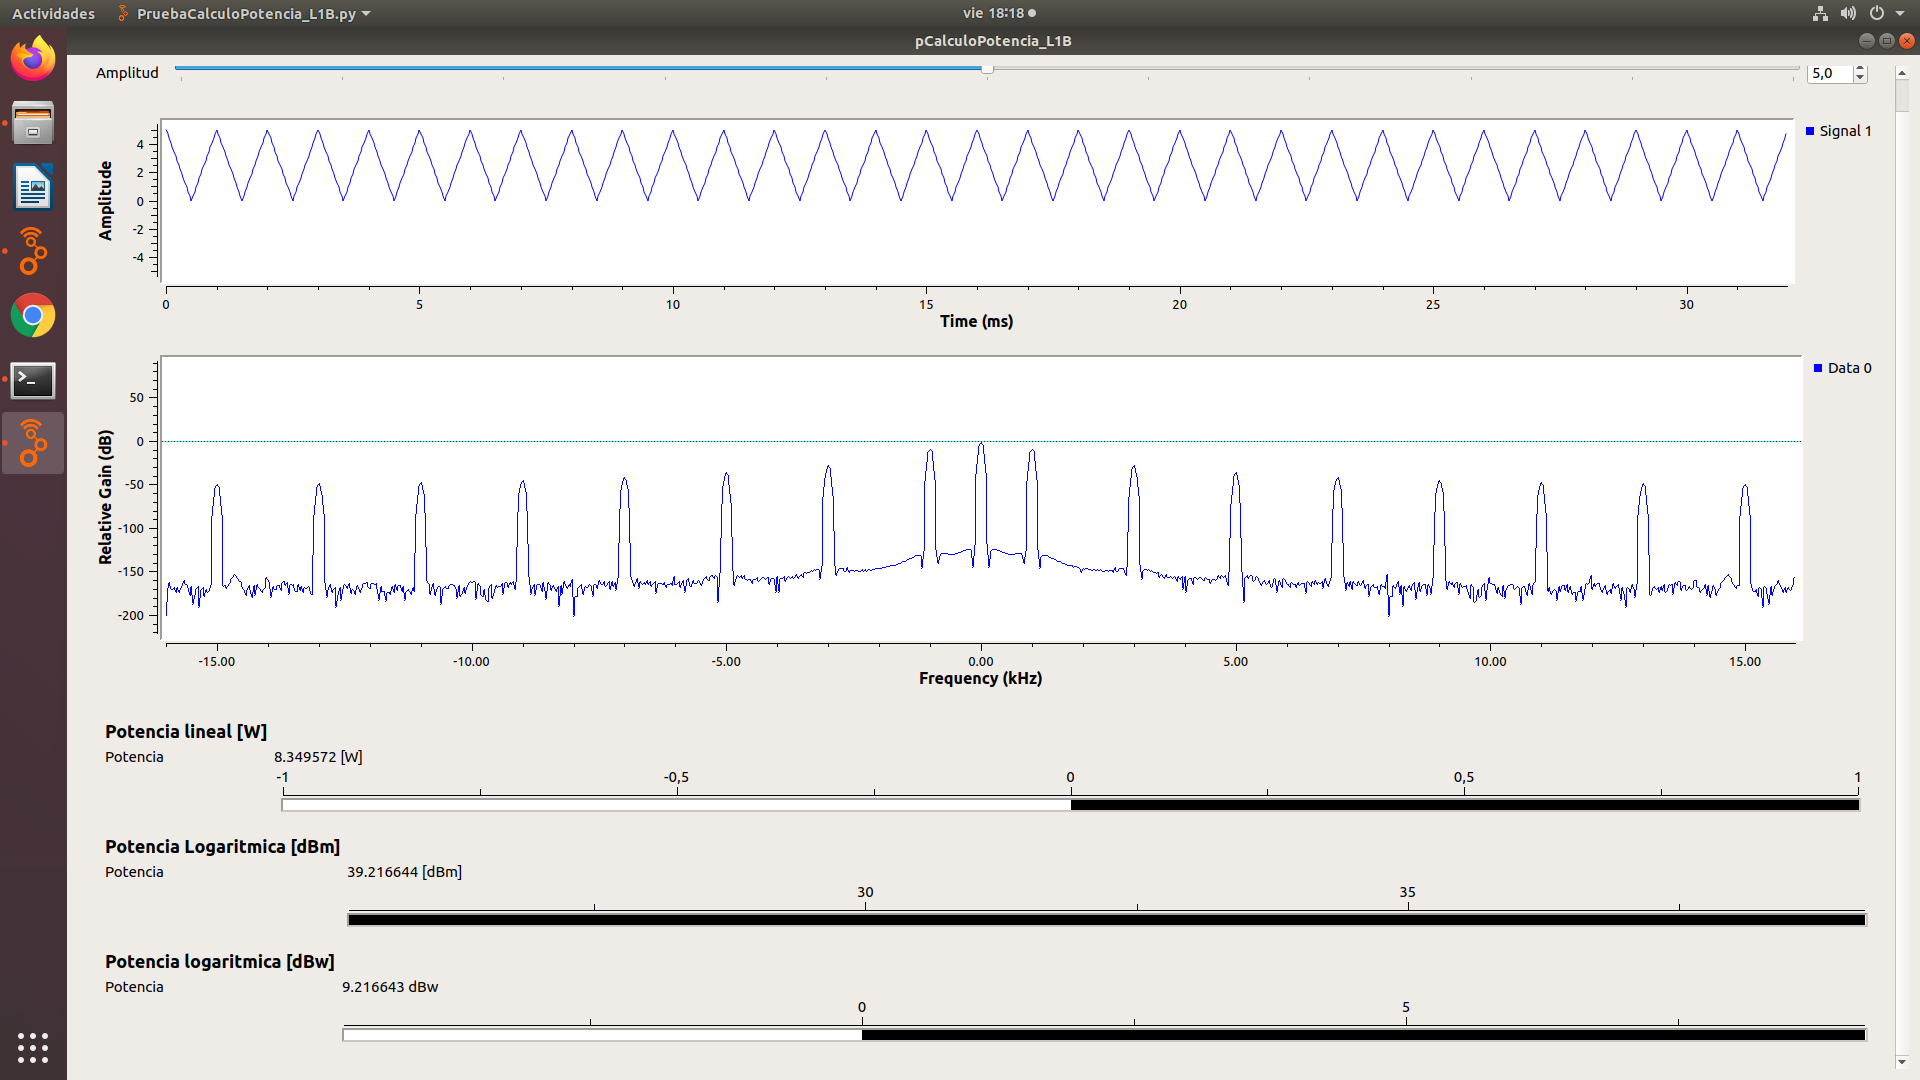 Actividades PruebaCalculoPotencia_L1B.py vie 18:18
pCalculoPotencia_L1B
Amplitud 5,0
Signal 1
Amplitude
4
2
0
-2
-4
0 5 10 15 20 25 30
Time (ms)
Data 0
Relative Gain (dB)
50
0
-50
-100
-150
-200
-15.00 -10.00 -5.00 0.00 5.00 10.00 15.00
Frequency (kHz)
Potencia lineal [W]
Potencia 8.349572 [W]
-1 -0,5 0 0,5 1
Potencia Logaritmica [dBm]
Potencia 39.216644 [dBm]
30 35
Potencia logaritmica [dBw]
Potencia 9.216643 dBw
0 5